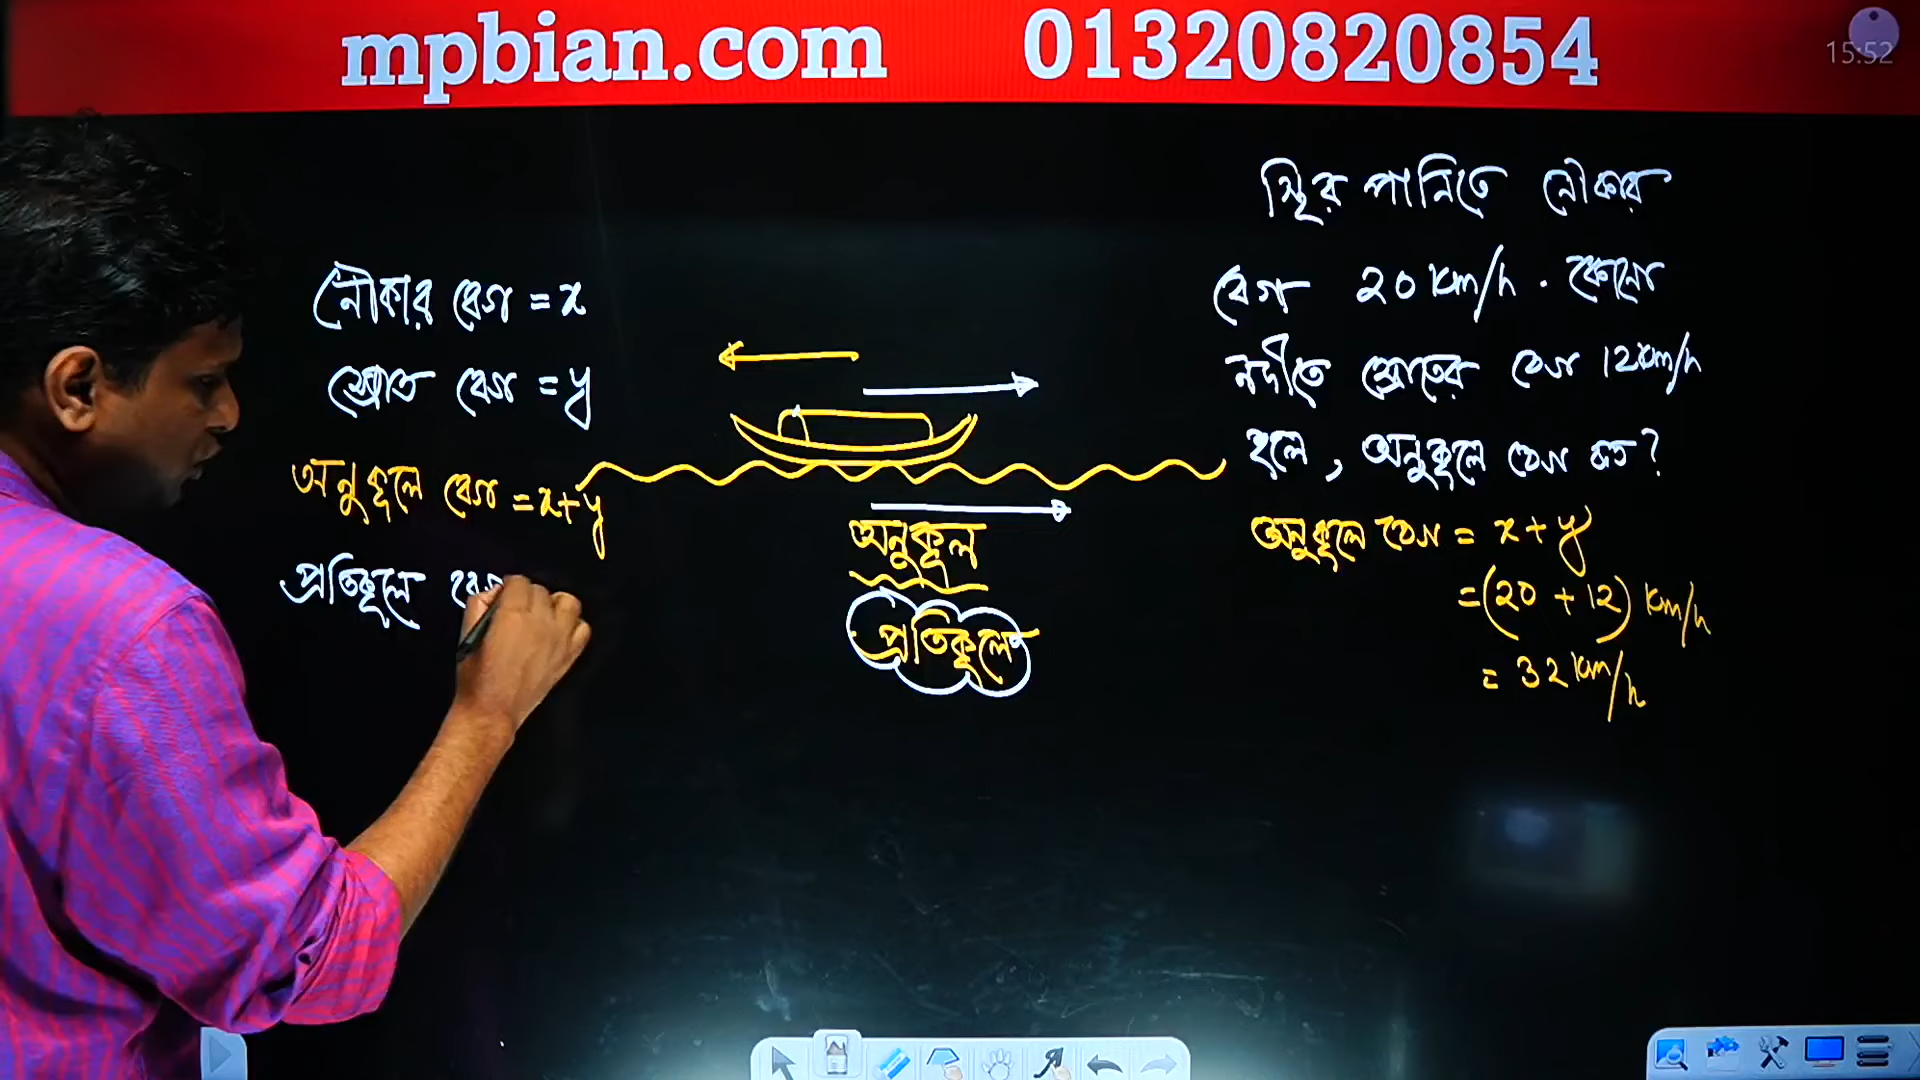 mpbian.com 01320820854
15:52
নৌকার বেগ = x
স্রোত বেগ = y
অনুকূলে বেগ = x+y
প্রতিকূলে বেগ
অনুকূল
প্রতিকূলে
স্থির পানিতে নৌকার
বেগ 20 km/h . কোনো
নদীতে স্রোতের বেগ 12 km/h
হলে, অনুকূলে বেগ কত?
অনুকূলে বেগ = x + y
= (20 + 12) km/h
= 32 km/h